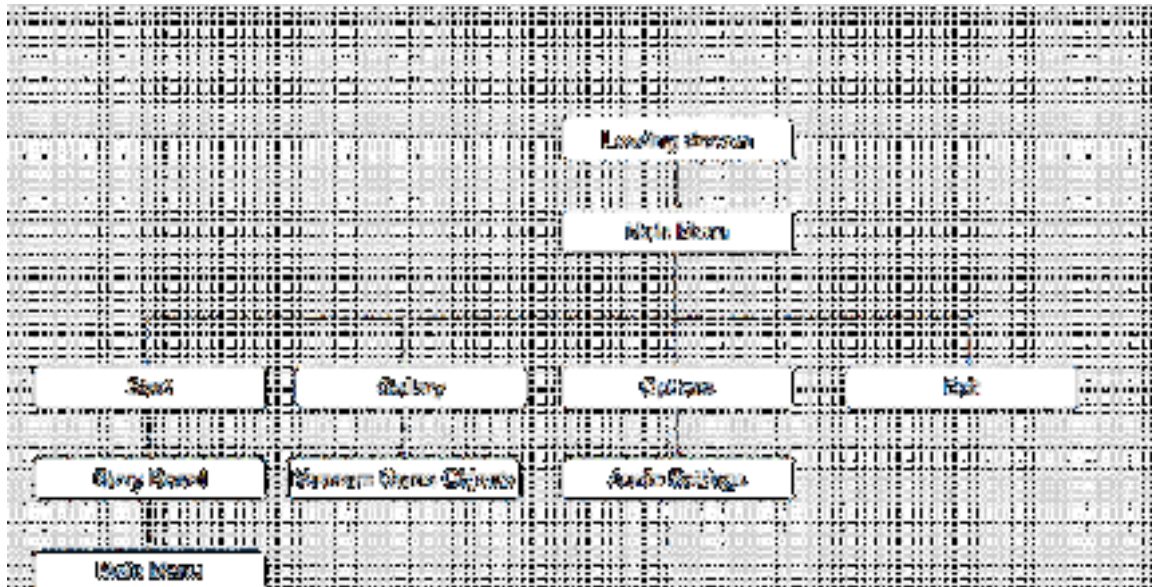 Loading Screen
Main Menu
Start
Gallery
Options
Exit
Story Board
Audio Settings
Main Menu